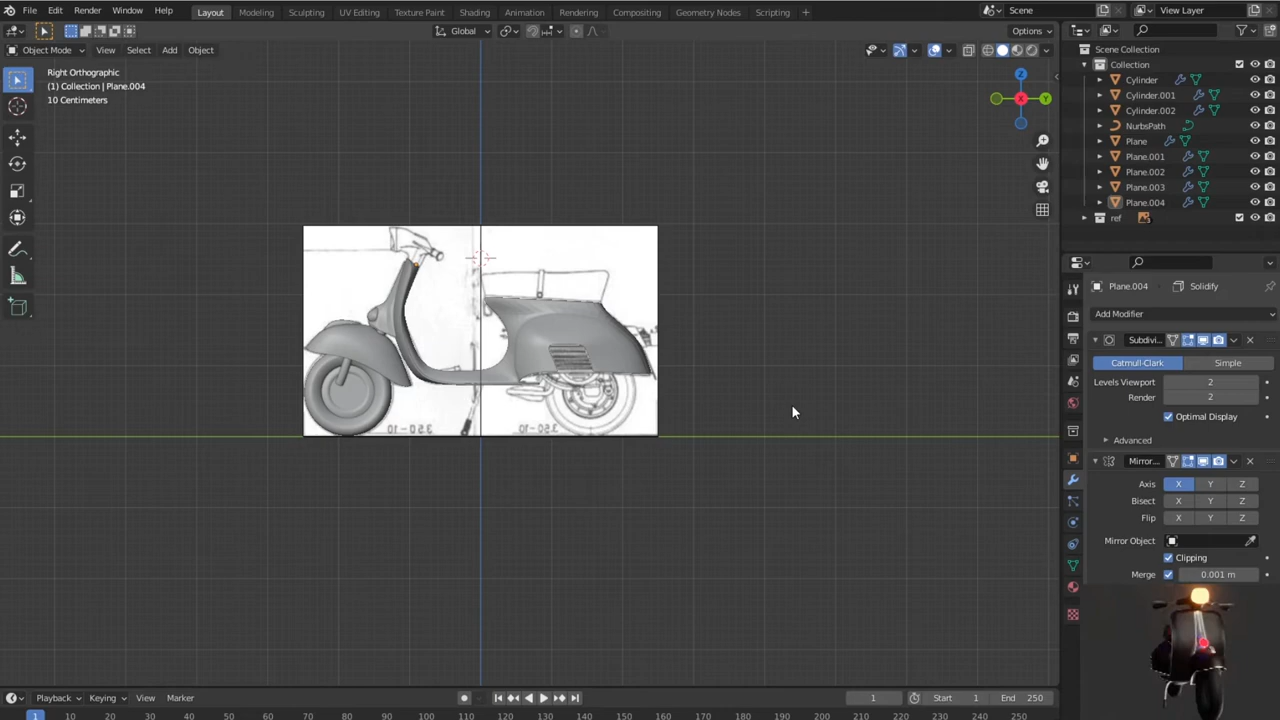 File Edit Render Window Help Layout Modeling Sculpting UV Editing Texture Paint Shading Animation Rendering Compositing Geometry Nodes Scripting + Scene View Layer
Global Options
Object Mode View Select Add Object
Right Orthographic
(1) Collection | Plane.004
10 Centimeters
Z
X
Y
3.50-10
3.50-10
Scene Collection
Collection
Cylinder
Cylinder.001
Cylinder.002
NurbsPath
Plane
Plane.001
Plane.002
Plane.003
Plane.004
ref
Plane.004 Solidify
Add Modifier
Subdivi...
Catmull-Clark Simple
Levels Viewport 2
Render 2
Optimal Display
Advanced
Mirror...
Axis X Y Z
Bisect X Y Z
Flip X Y Z
Mirror Object
Clipping
Merge 0.001 m
Playback Keying View Marker 1 Start 1 End 250
1 10 20 30 40 50 60 70 80 90 100 110 120 130 140 150 160 170 180 190 200 210 220 230 240 250